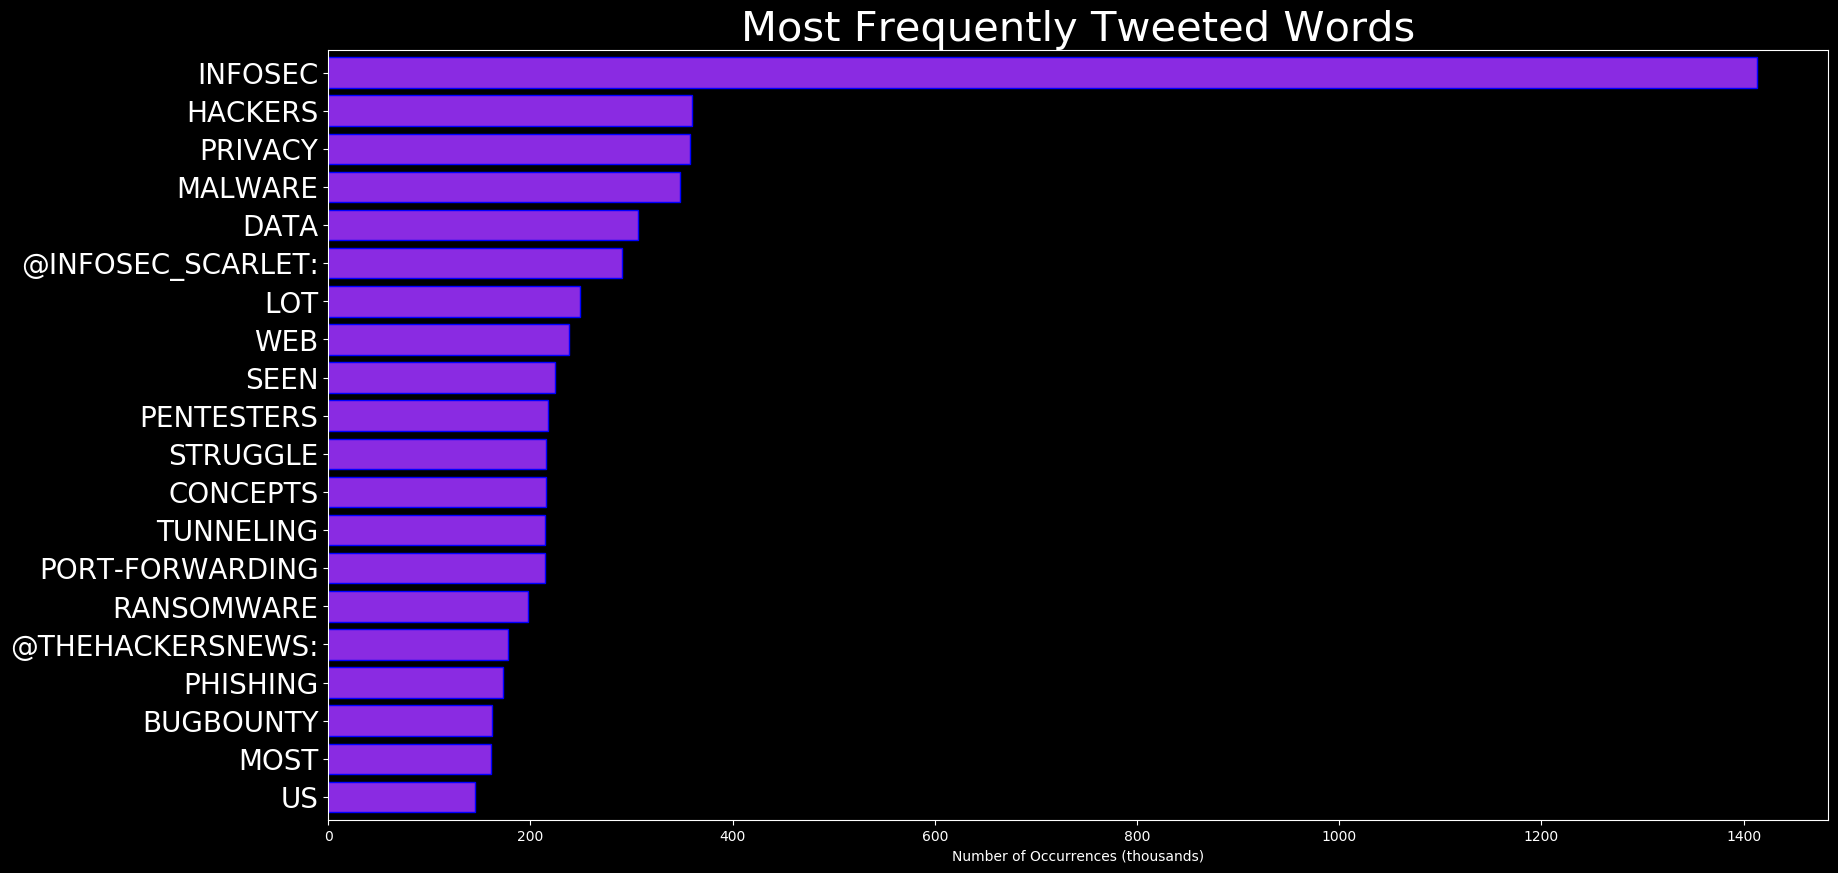 Most Frequently Tweeted Words
INFOSEC
HACKERS
PRIVACY
MALWARE
DATA
@INFOSEC_SCARLET:
LOT
WEB
SEEN
PENTESTERS
STRUGGLE
CONCEPTS
TUNNELING
PORT-FORWARDING
RANSOMWARE
@THEHACKERSNEWS:
PHISHING
BUGBOUNTY
MOST
US
0 200 400 600 800 1000 1200 1400
Number of Occurrences (thousands)